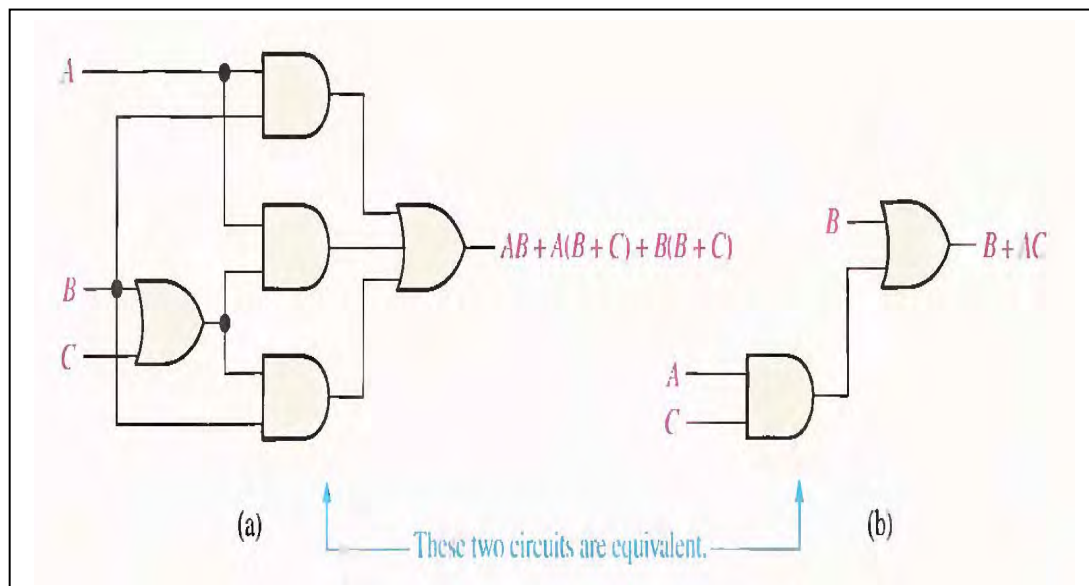 A
B
C
AB + A(B + C) + B(B + C)
B
B + AC
A
C
(a)
(b)
These two circuits are equivalent.